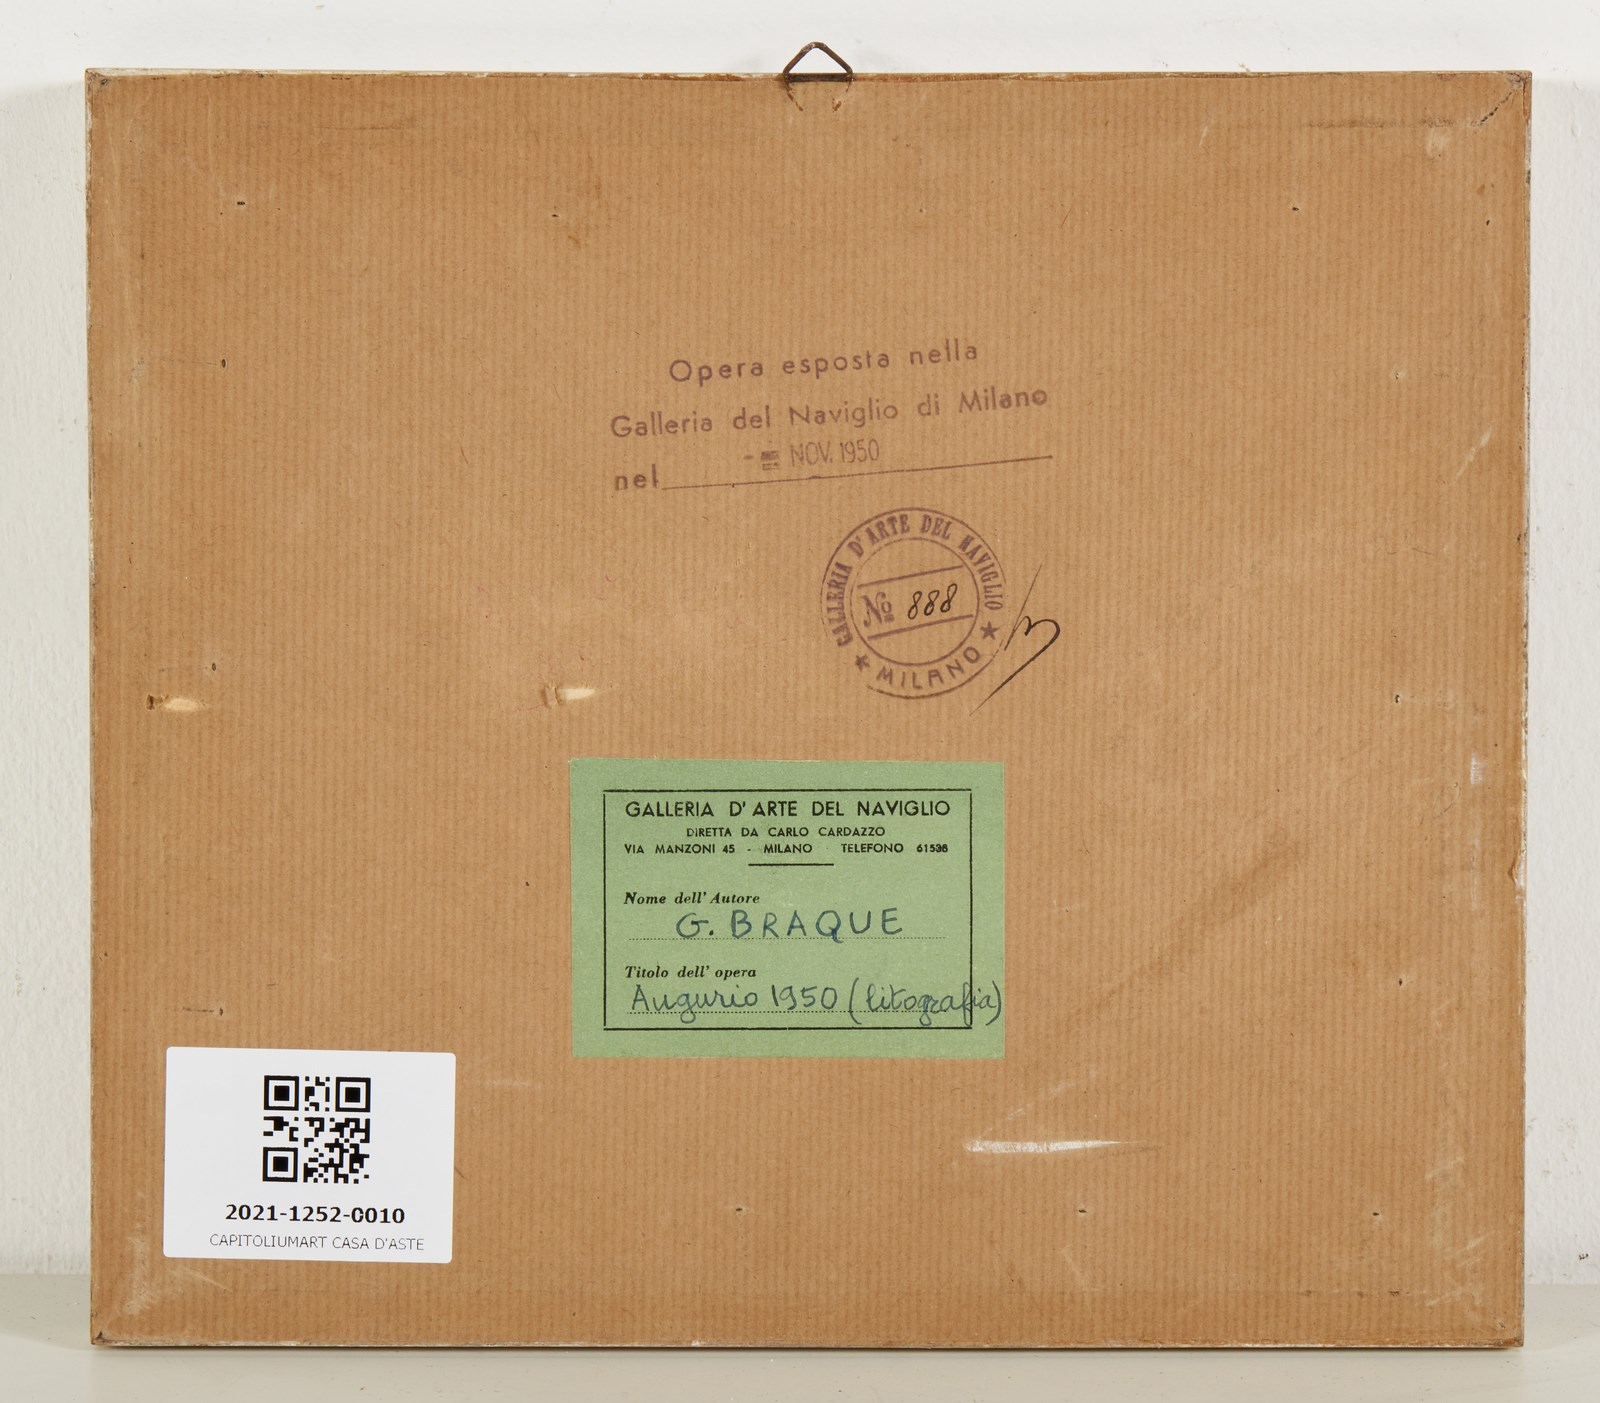 Opera esposta nella
Galleria del Naviglio di Milano
nel - NOV. 1950
GALLERIA D'ARTE DEL NAVIGLIO
No 888
★ MILANO ★
GALLERIA D'ARTE DEL NAVIGLIO
DIRETTA DA CARLO CARDAZZO
VIA MANZONI 45 - MILANO - TELEFONO 61538
Nome dell'Autore
G. BRAQUE
Titolo dell'opera
Augurio 1950 (litografia)
2021-1252-0010
CAPITOLIUMART CASA D'ASTE